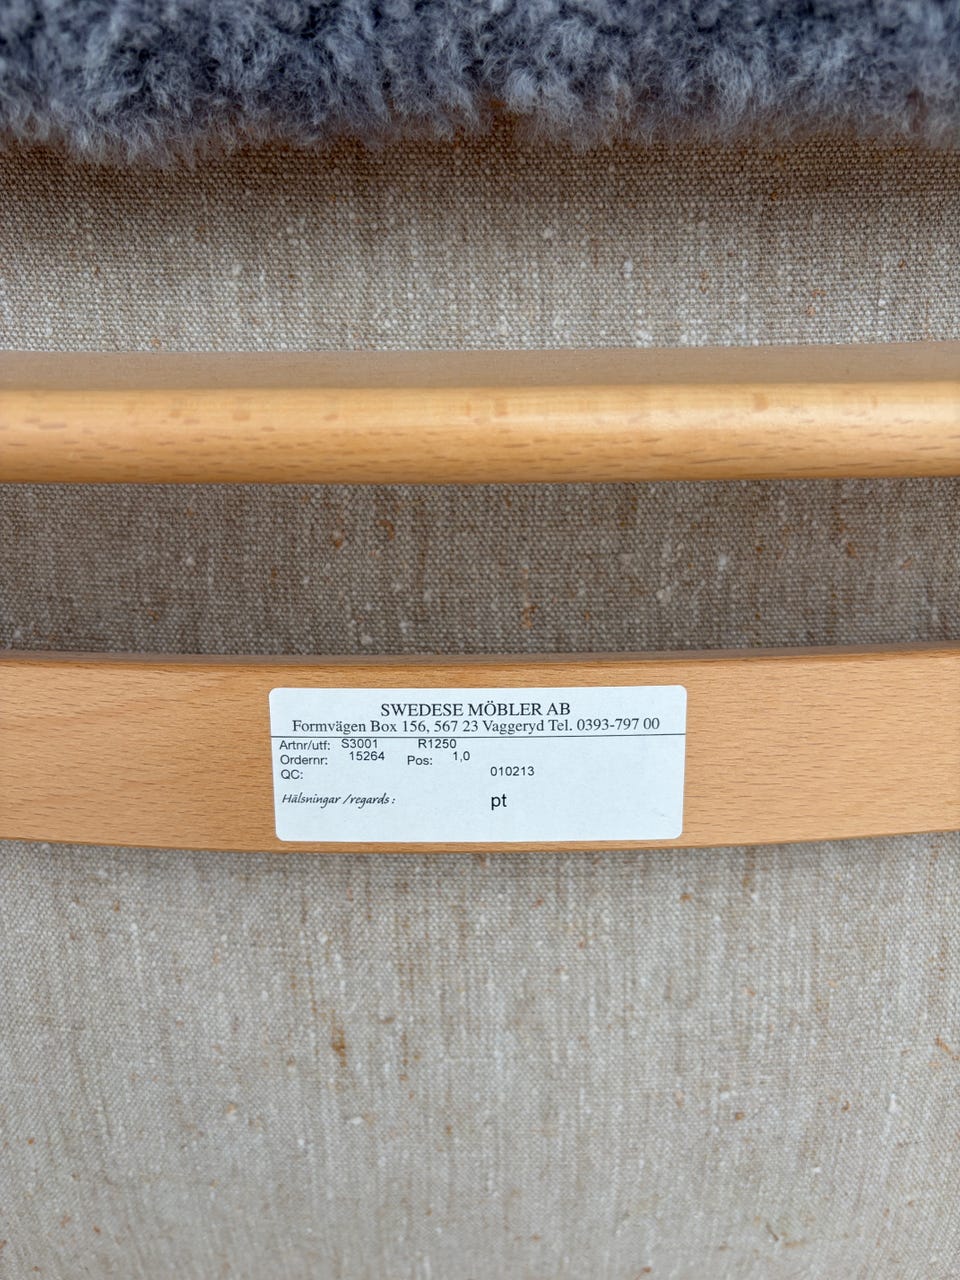 SWEDESE MÖBLER AB
Formvägen Box 156, 567 23 Vaggeryd Tel. 0393-797 00
Artnr/utf: S3001 R1250
Ordernr: 15264 Pos: 1,0
QC: 010213
Hälsningar /regards : pt